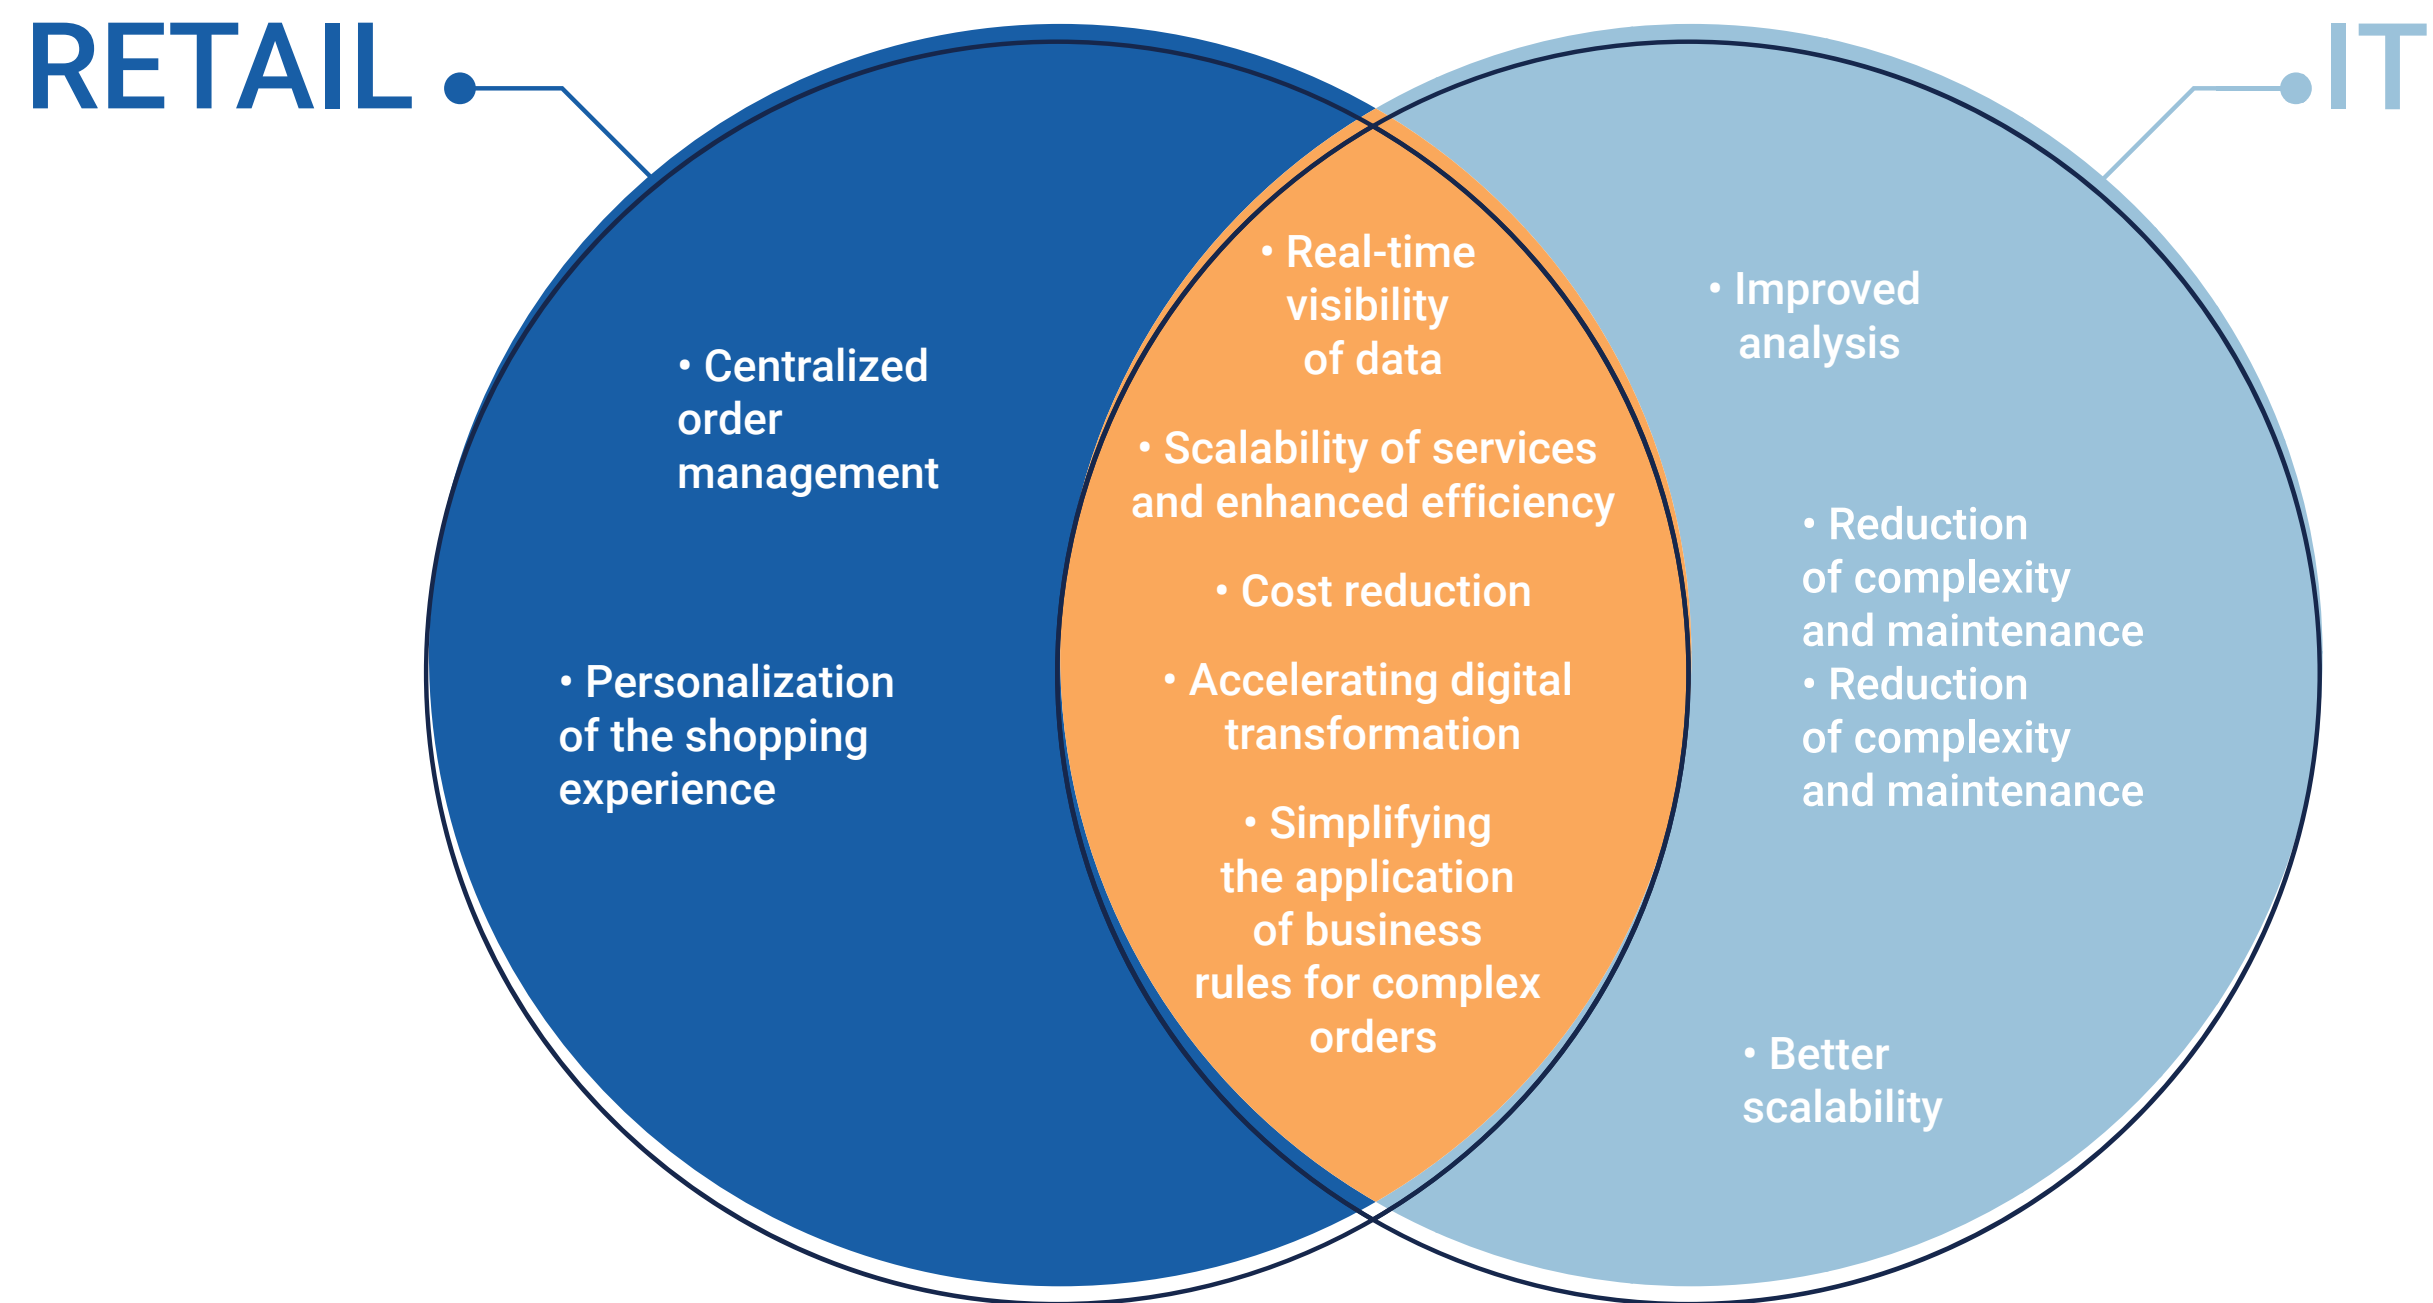 RETAIL
IT
• Centralized
order
management
• Personalization
of the shopping
experience
• Real-time
visibility
of data
• Scalability of services
and enhanced efficiency
• Cost reduction
• Accelerating digital
transformation
• Simplifying
the application
of business
rules for complex
orders
• Improved
analysis
• Reduction
of complexity
and maintenance
• Reduction
of complexity
and maintenance
• Better
scalability